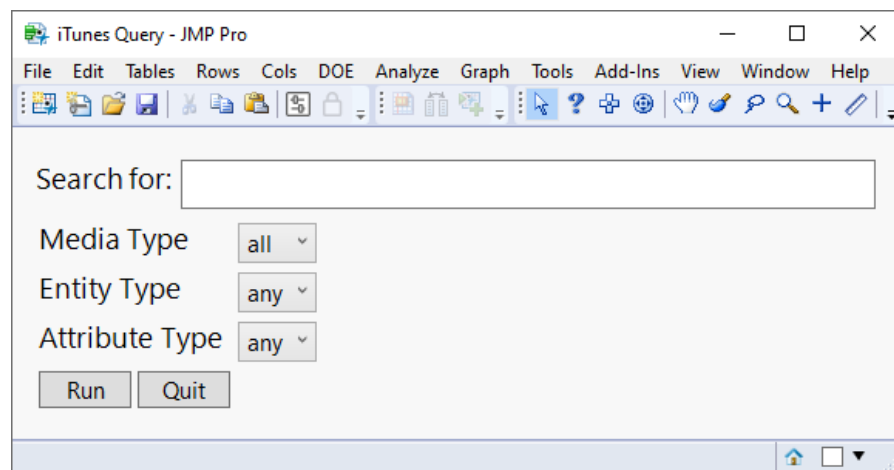 iTunes Query - JMP Pro
File Edit Tables Rows Cols DOE Analyze Graph Tools Add-Ins View Window Help
Search for:
Media Type all
Entity Type any
Attribute Type any
Run Quit